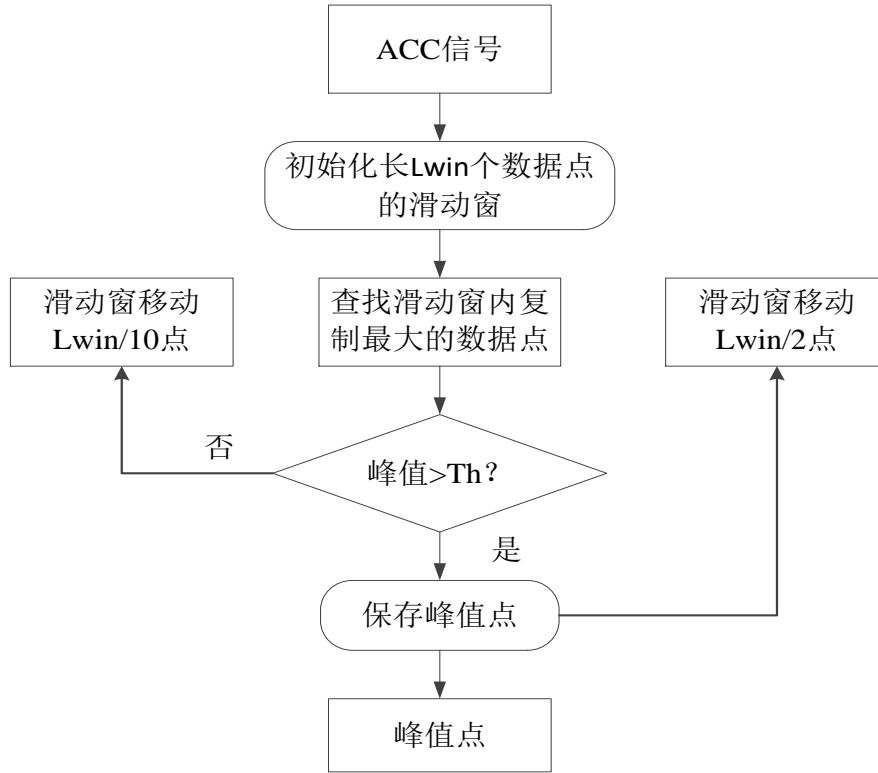 ACC信号
初始化长Lwin个数据点
的滑动窗
滑动窗移动
Lwin/10点
查找滑动窗内复
制最大的数据点
滑动窗移动
Lwin/2点
否
峰值>Th？
是
保存峰值点
峰值点